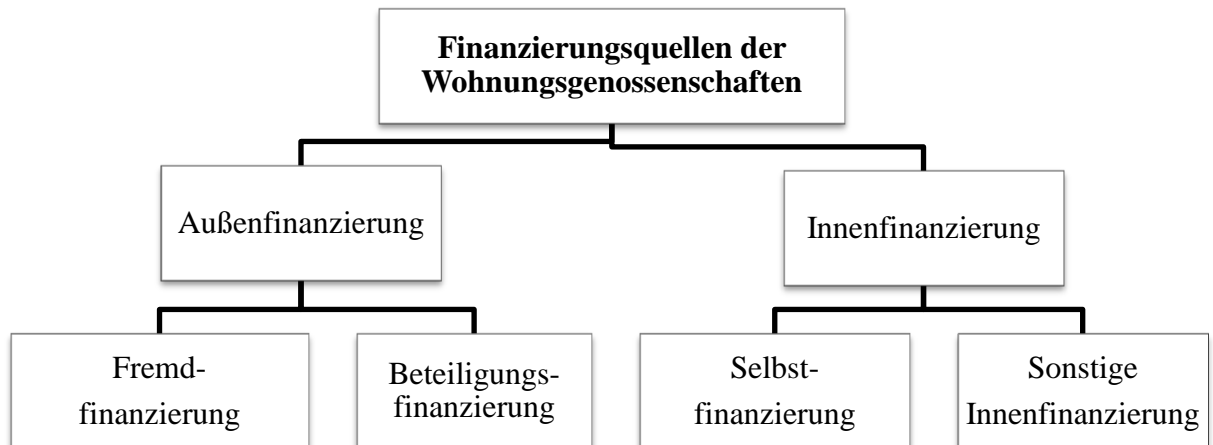 Finanzierungsquellen der
Wohnungsgenossenschaften
Außenfinanzierung
Innenfinanzierung
Fremd-
finanzierung
Beteiligungs-
finanzierung
Selbst-
finanzierung
Sonstige
Innenfinanzierung